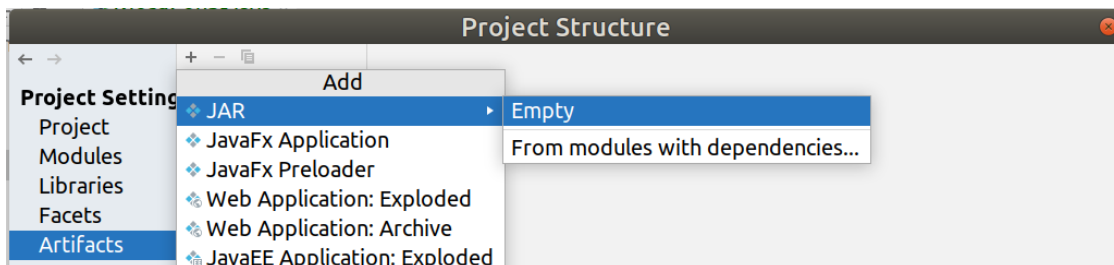 Project Structure
Project Setting
Project
Modules
Libraries
Facets
Artifacts
Add
JAR
JavaFx Application
JavaFx Preloader
Web Application: Exploded
Web Application: Archive
JavaEE Application: Exploded
Empty
From modules with dependencies...